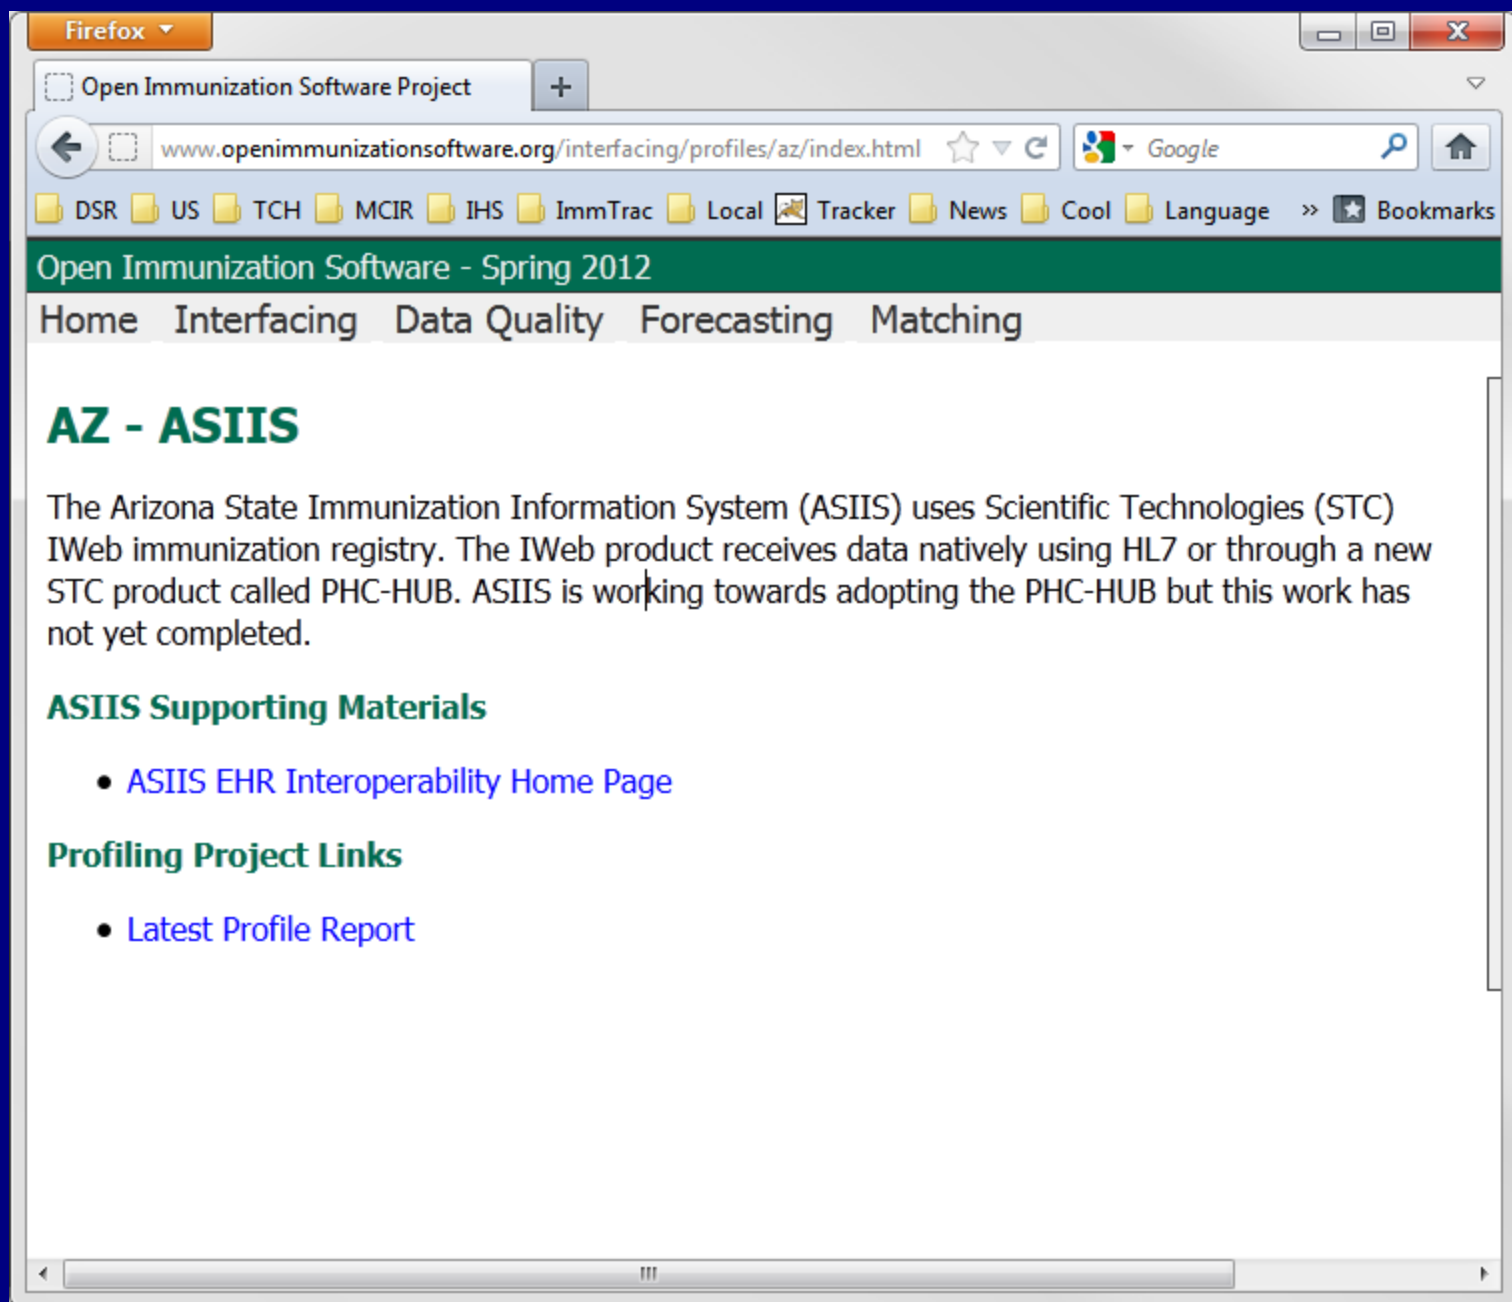 Firefox
Open Immunization Software Project
www.openimmunizationsoftware.org/interfacing/profiles/az/index.html
Google
DSR US TCH MCIR IHS ImmTrac Local Tracker News Cool Language » Bookmarks
Open Immunization Software - Spring 2012
Home Interfacing Data Quality Forecasting Matching
AZ - ASIIS
The Arizona State Immunization Information System (ASIIS) uses Scientific Technologies (STC)
IWeb immunization registry. The IWeb product receives data natively using HL7 or through a new
STC product called PHC-HUB. ASIIS is working towards adopting the PHC-HUB but this work has
not yet completed.
ASIIS Supporting Materials
• ASIIS EHR Interoperability Home Page
Profiling Project Links
• Latest Profile Report